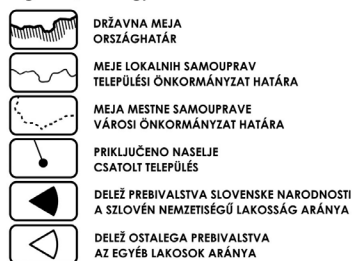 DRŽAVNA MEJA
ORSZÁGHATÁR
MEJE LOKALNIH SAMOUPRAV
TELEPÜLÉSI ÖNKORMÁNYZAT HATÁRA
MEJA MESTNE SAMOUPRAVE
VÁROSI ÖNKORMÁNYZAT HATÁRA
PRIKLJUČENO NASELJE
CSATOLT TELEPÜLÉS
DELEŽ PREBIVALSTVA SLOVENSKE NARODNOSTI
A SZLOVÉN NEMZETISÉGŰ LAKOSSÁG ARÁNYA
DELEŽ OSTALEGA PREBIVALSTVA
AZ EGYÉB LAKOSOK ARÁNYA